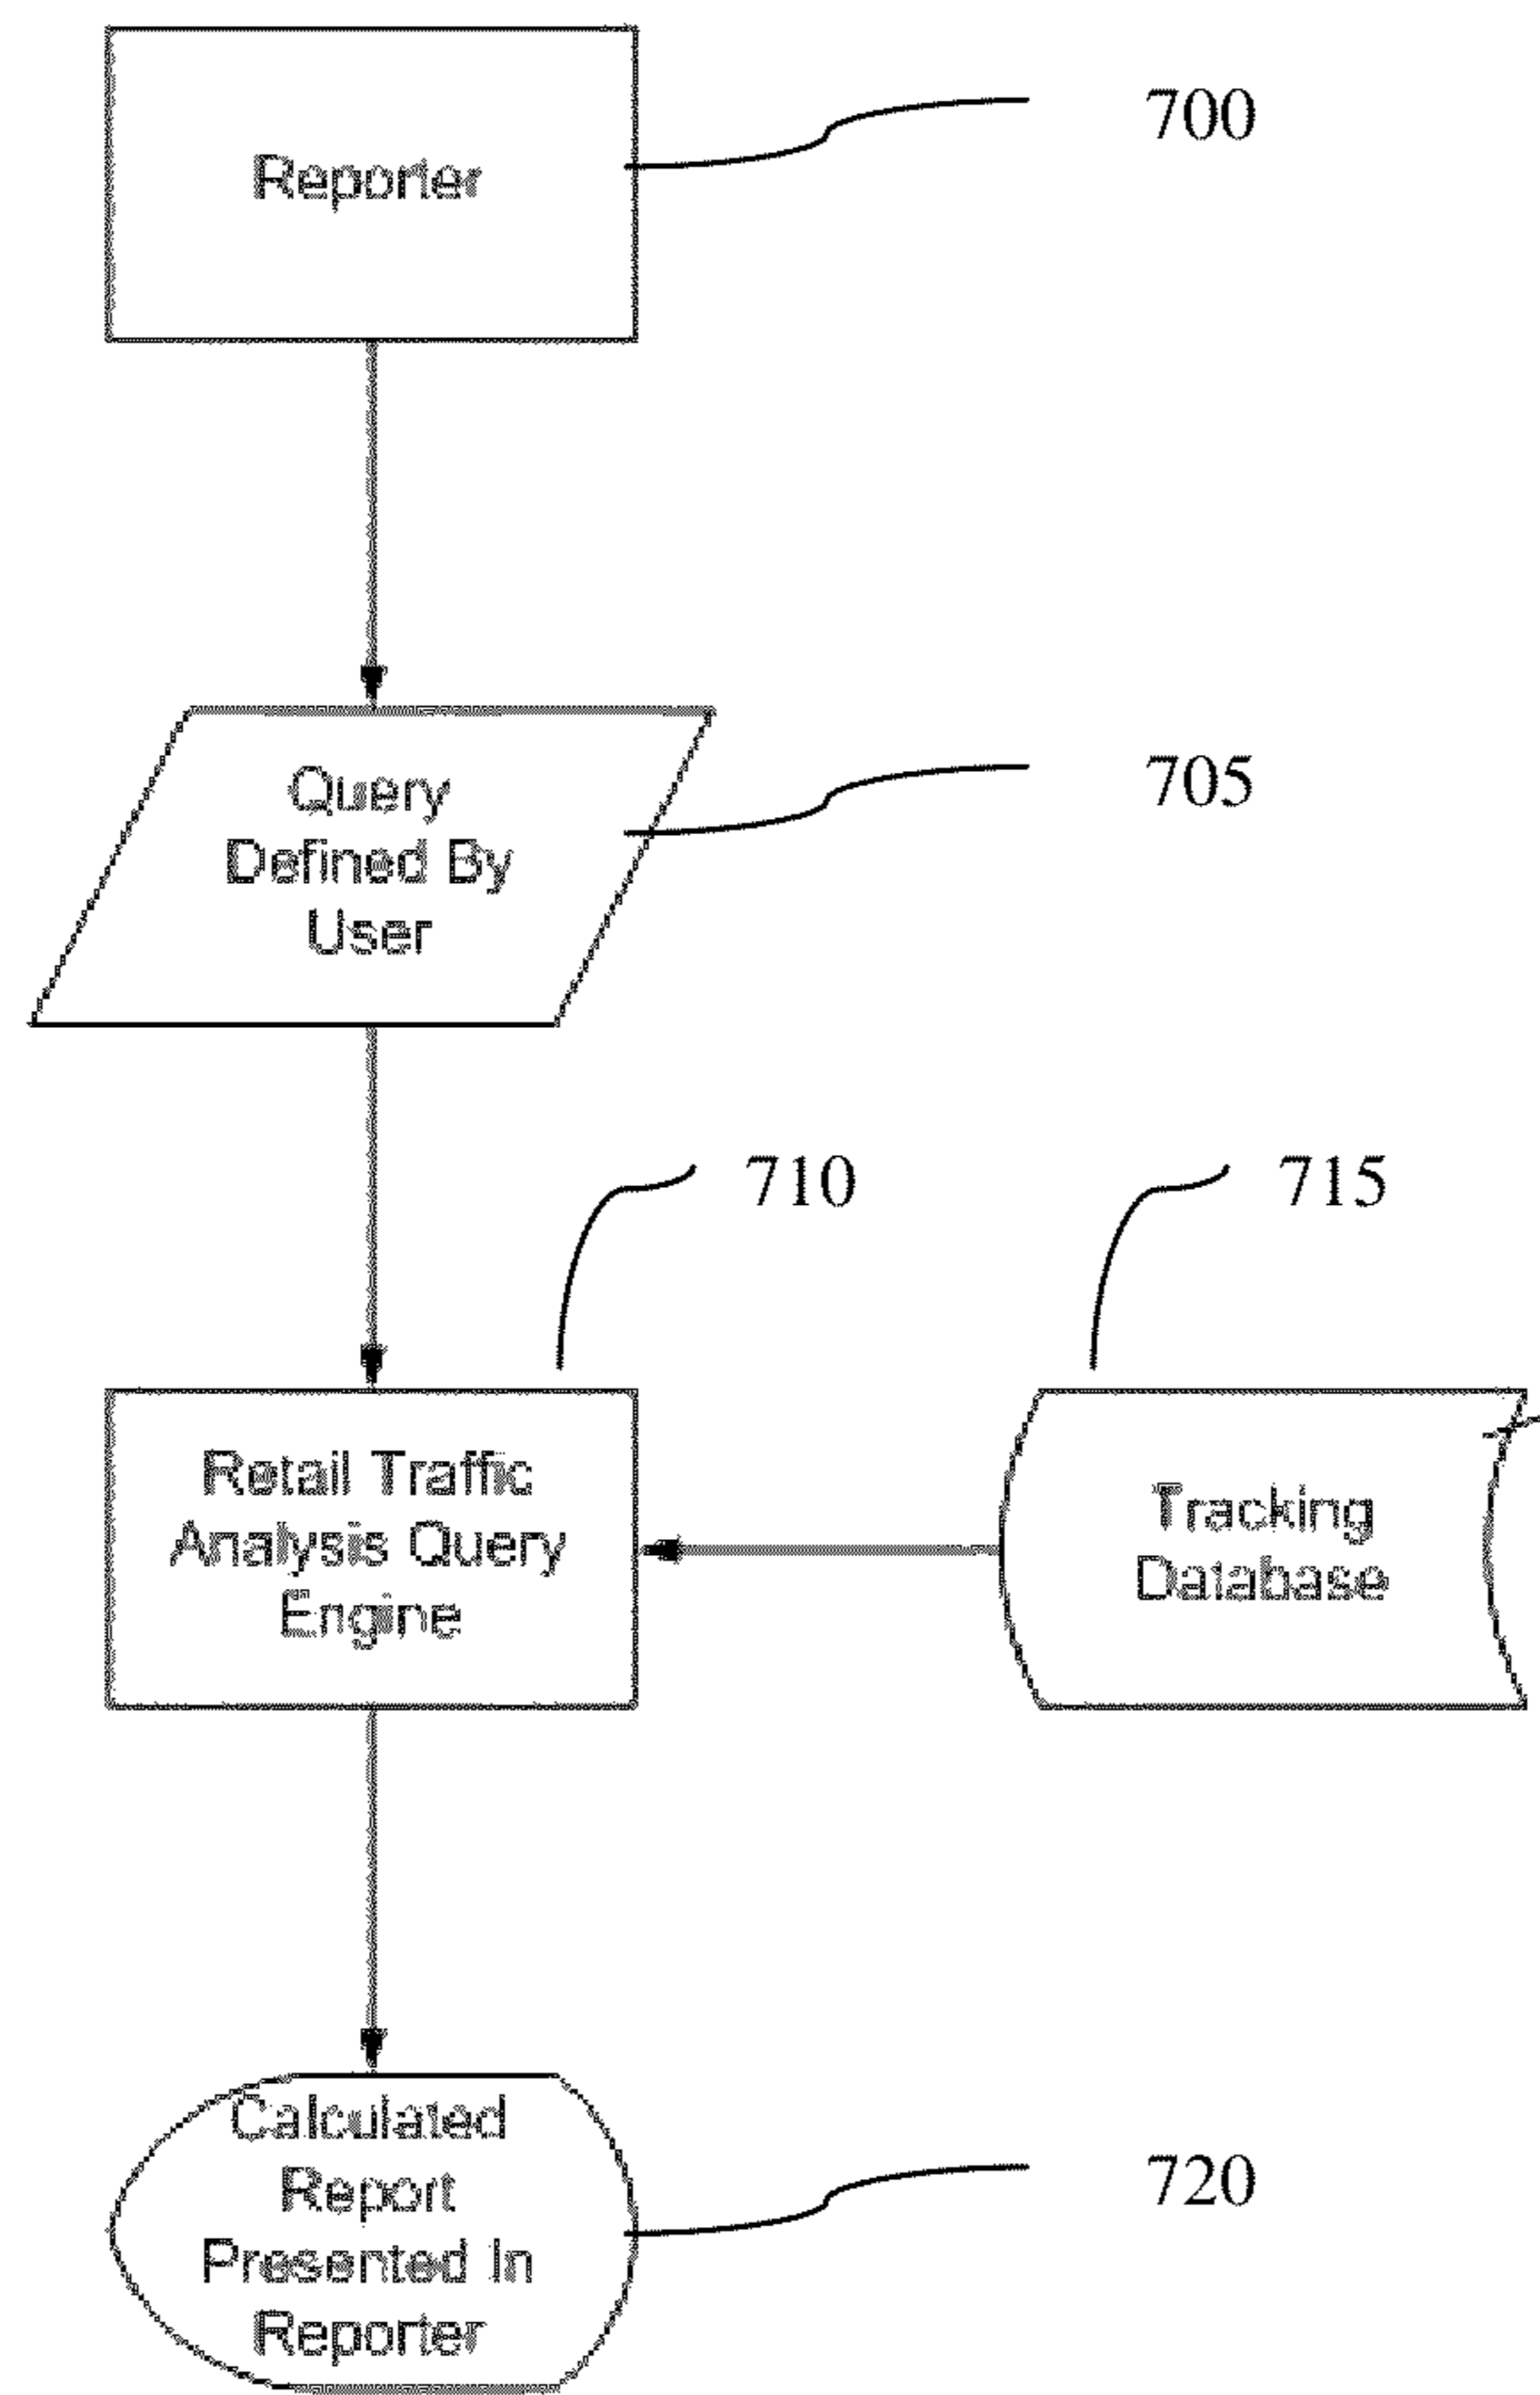 Reporter
700
Query
Defined By
User
705
710
715
Retail Traffic
Analysis Query
Engine
Tracking
Database
Calculated
Report
Presented In
Reporter
720